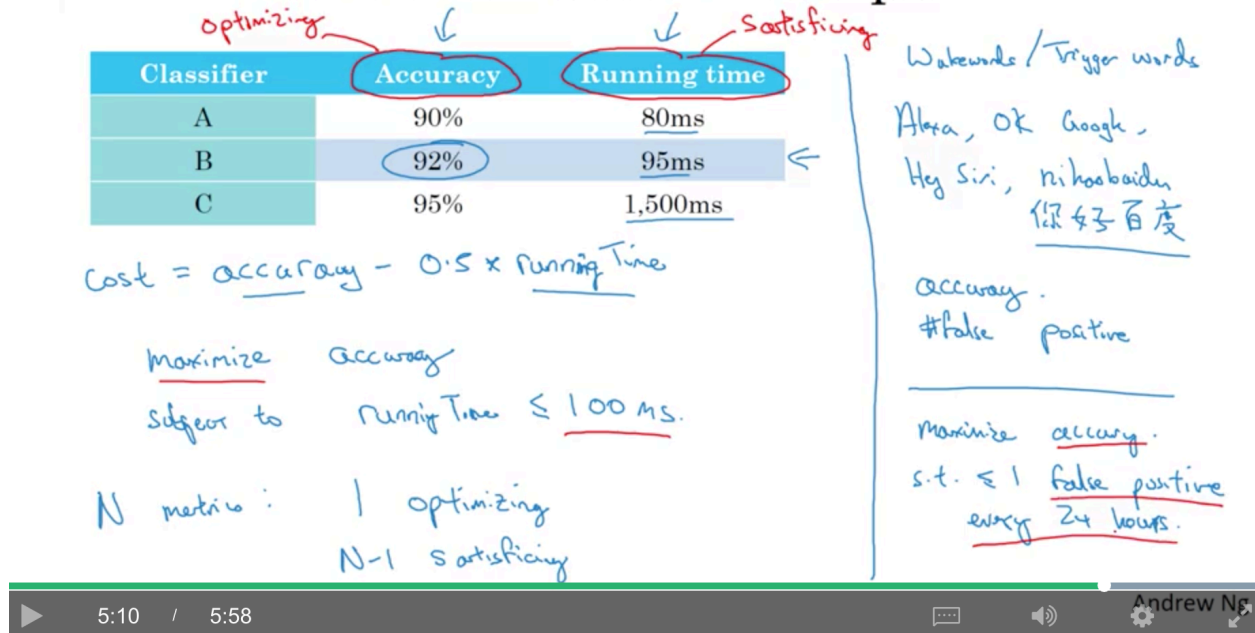 optimizing
Satisficing
Classifier Accuracy Running time
A 90% 80ms
B 92% 95ms
C 95% 1,500ms
Cost = accuracy - 0.5 x running Time
maximize accuracy
subject to running Time ≤ 100 ms.
N metrics: 1 optimizing
N-1 satisficing
Wakewords / Trigger words
Alexa, OK Google,
Hey Siri, nihaobaidu
你好百度
accuracy.
#false positive
maximize accuracy.
s.t. ≤ 1 false positive
every 24 hours.
5:10 / 5:58
Andrew Ng